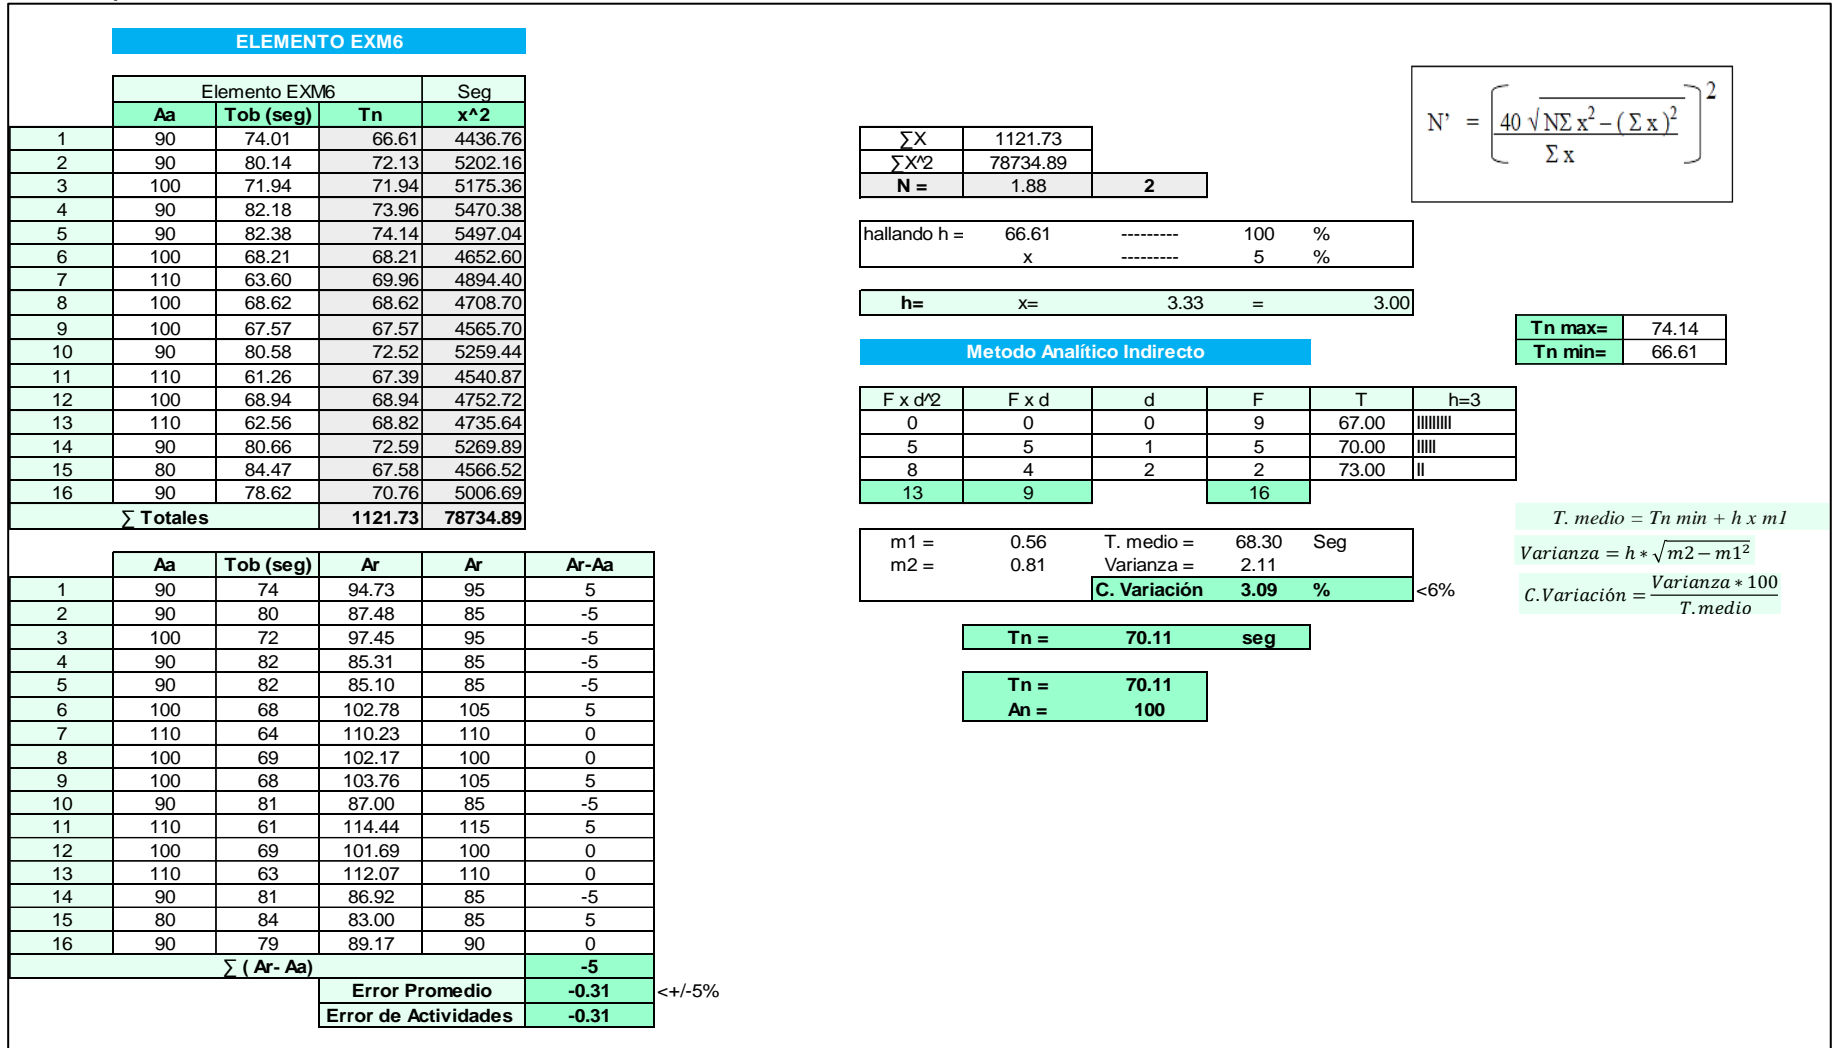 ELEMENTO EXM6
Elemento EXM6 Seg
Aa Tob (seg) Tn x^2
1 90 74.01 66.61 4436.76
2 90 80.14 72.13 5202.16
3 100 71.94 71.94 5175.36
4 90 82.18 73.96 5470.38
5 90 82.38 74.14 5497.04
6 100 68.21 68.21 4652.60
7 110 63.60 69.96 4894.40
8 100 68.62 68.62 4708.70
9 100 67.57 67.57 4565.70
10 90 80.58 72.52 5259.44
11 110 61.26 67.39 4540.87
12 100 68.94 68.94 4752.72
13 110 62.56 68.82 4735.64
14 90 80.66 72.59 5269.89
15 80 84.47 67.58 4566.52
16 90 78.62 70.76 5006.69
∑ Totales 1121.73 78734.89
Aa Tob (seg) Ar Ar Ar-Aa
1 90 74 94.73 95 5
2 90 80 87.48 85 -5
3 100 72 97.45 95 -5
4 90 82 85.31 85 -5
5 90 82 85.10 85 -5
6 100 68 102.78 105 5
7 110 64 110.23 110 0
8 100 69 102.17 100 0
9 100 68 103.76 105 5
10 90 81 87.00 85 -5
11 110 61 114.44 115 5
12 100 69 101.69 100 0
13 110 63 112.07 110 0
14 90 81 86.92 85 -5
15 80 84 83.00 85 5
16 90 79 89.17 90 0
∑ ( Ar- Aa) -5
Error Promedio -0.31 <+/-5%
Error de Actividades -0.31
∑X 1121.73
∑X^2 78734.89
N = 1.88 2
hallando h = 66.61 --------- 100 %
x --------- 5 %
h= x= 3.33 = 3.00
Metodo Analítico Indirecto
F x d^2 F x d d F T h=3
0 0 0 9 67.00 IIIIIIIII
5 5 1 5 70.00 IIIII
8 4 2 2 73.00 II
13 9 16
m1 = 0.56 T. medio = 68.30 Seg
m2 = 0.81 Varianza = 2.11
C. Variación 3.09 % <6%
Tn = 70.11 seg
Tn = 70.11
An = 100
N' = (40 √NΣ x² – ( Σ x )² / Σ x)²
Tn max= 74.14
Tn min= 66.61
T. medio = Tn min + h x m1
Varianza = h * √m2 − m1²
C.Variación = Varianza * 100 / T.medio